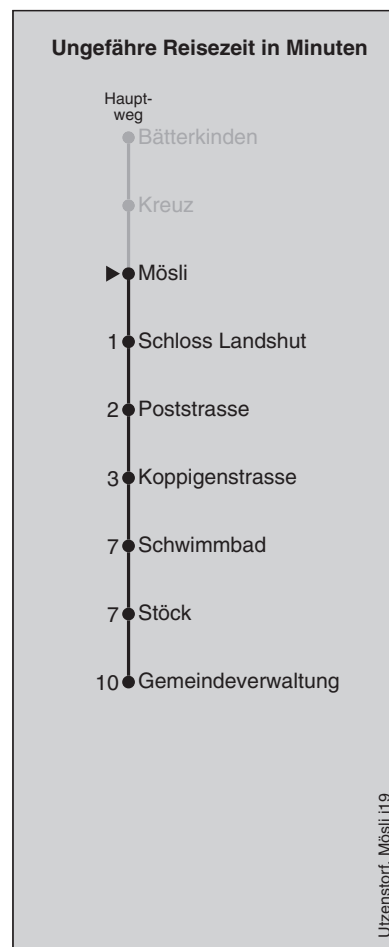 Ungefähre Reisezeit in Minuten
Haupt-
weg
Bätterkinden
Kreuz
Mösli
1 Schloss Landshut
2 Poststrasse
3 Koppigenstrasse
7 Schwimmbad
7 Stöck
10 Gemeindeverwaltung
Utzenstorf, Mösli j19